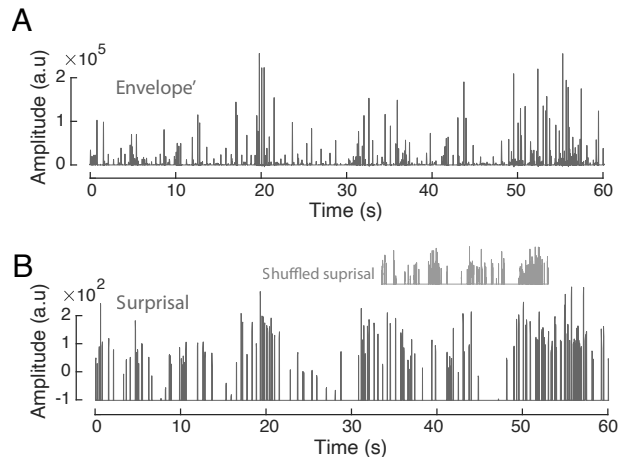 A
×10⁵
Amplitude (a.u)
2
1
0
Envelope’
0 10 20 30 40 50 60
Time (s)
B
Shuffled suprisal
×10²
Amplitude (a.u)
2
1
0
-1
Surprisal
0 10 20 30 40 50 60
Time (s)